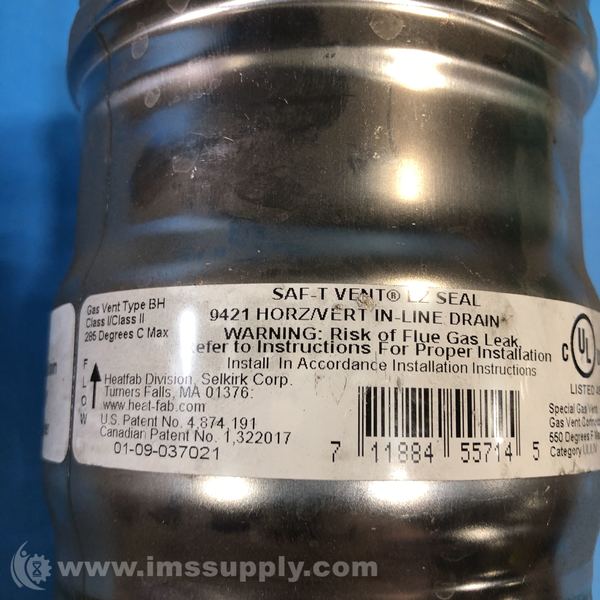 SAF-T VENT® EZ SEAL
9421 HORZ/VERT IN-LINE DRAIN
WARNING: Risk of Flue Gas Leak.
Refer to Instructions For Proper Installation
Install In Accordance Installation Instructions
Gas Vent Type BH
Class I/Class II
285 Degrees C Max
FLOW
Heatfab Division, Selkirk Corp.
Turners Falls, MA 01376:
www.heat-fab.com
U.S. Patent No. 4,874,191
Canadian Patent No. 1,322017
01-09-037021
7 11884 55714 5
C UL
LISTED
Special Gas Vent
Gas Vent
550 Degrees F
Category
www.imssupply.com